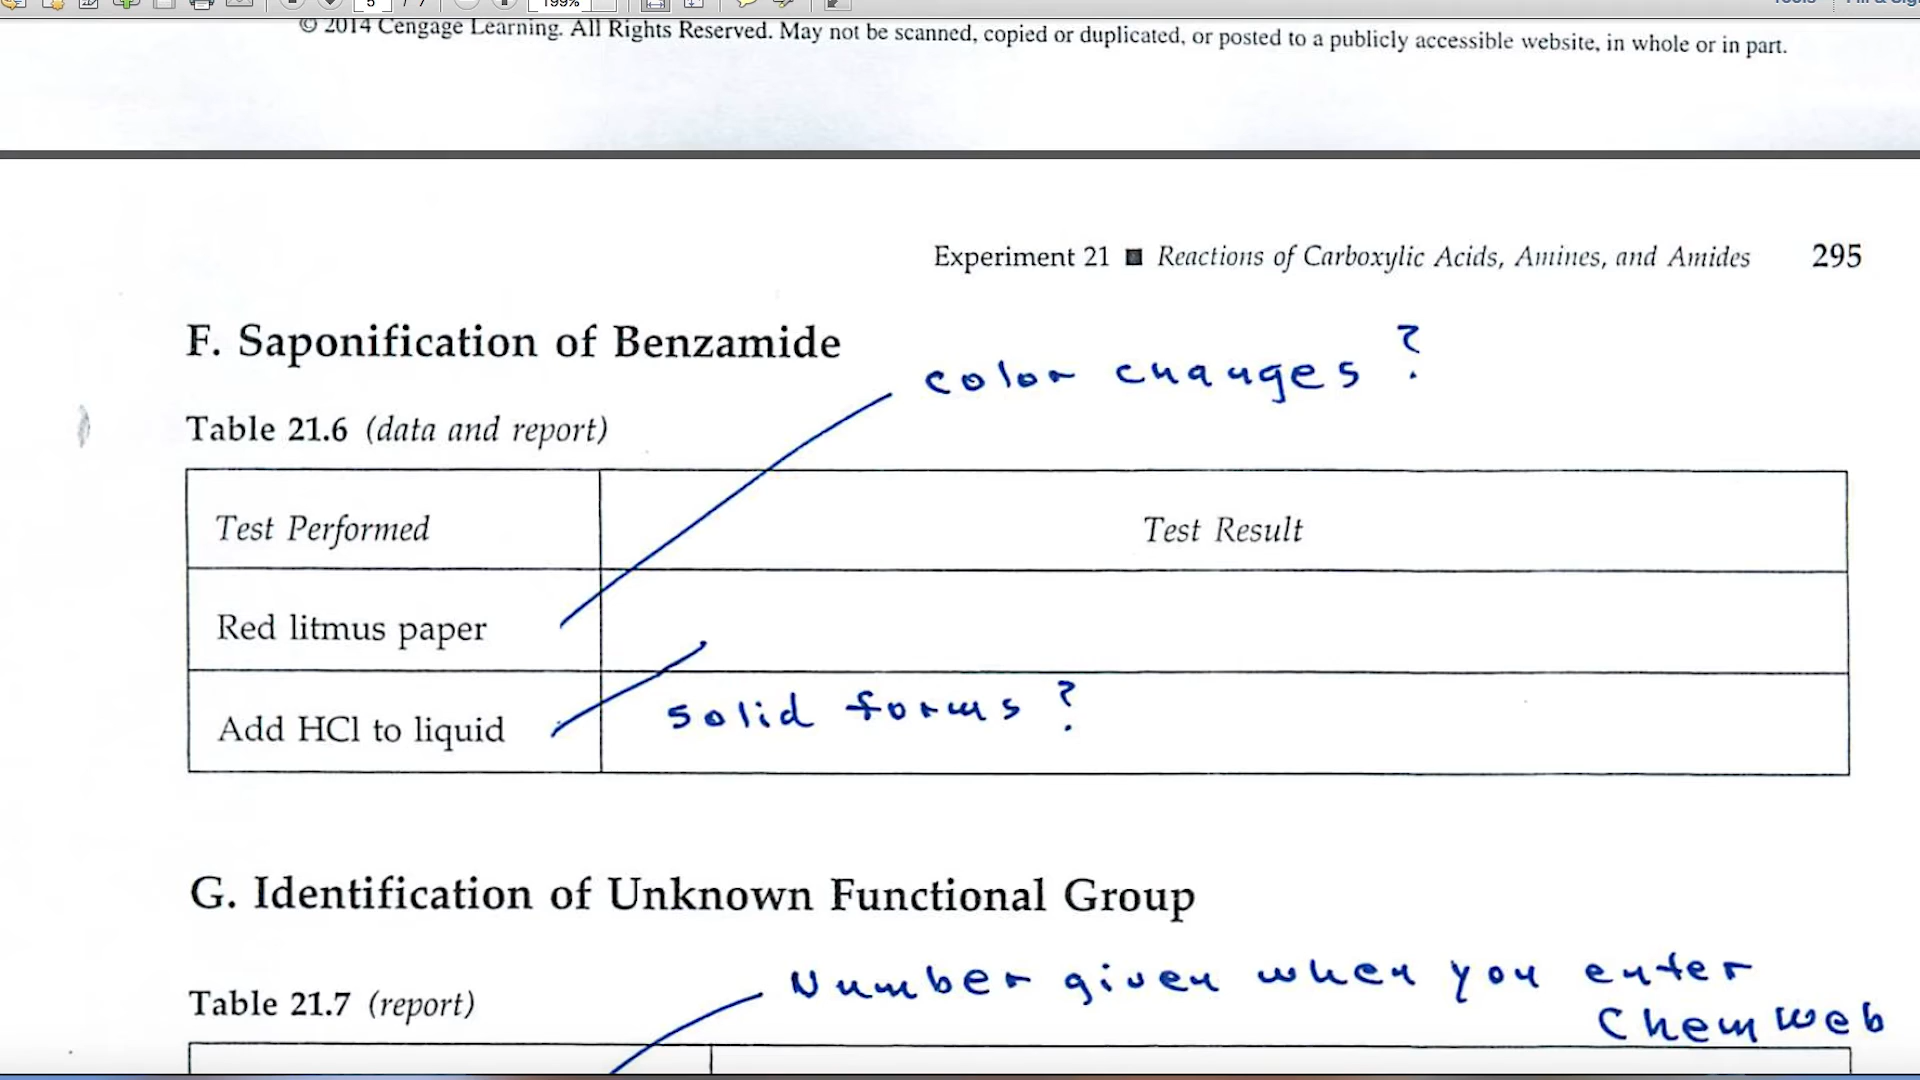 5 / 7 199%
© 2014 Cengage Learning. All Rights Reserved. May not be scanned, copied or duplicated, or posted to a publicly accessible website, in whole or in part.
Experiment 21 ■ Reactions of Carboxylic Acids, Amines, and Amides 295
F. Saponification of Benzamide
color changes ?
Table 21.6 (data and report)
Test Performed Test Result
Red litmus paper
Add HCl to liquid solid forms ?
G. Identification of Unknown Functional Group
Number given when you enter
ChemWeb
Table 21.7 (report)